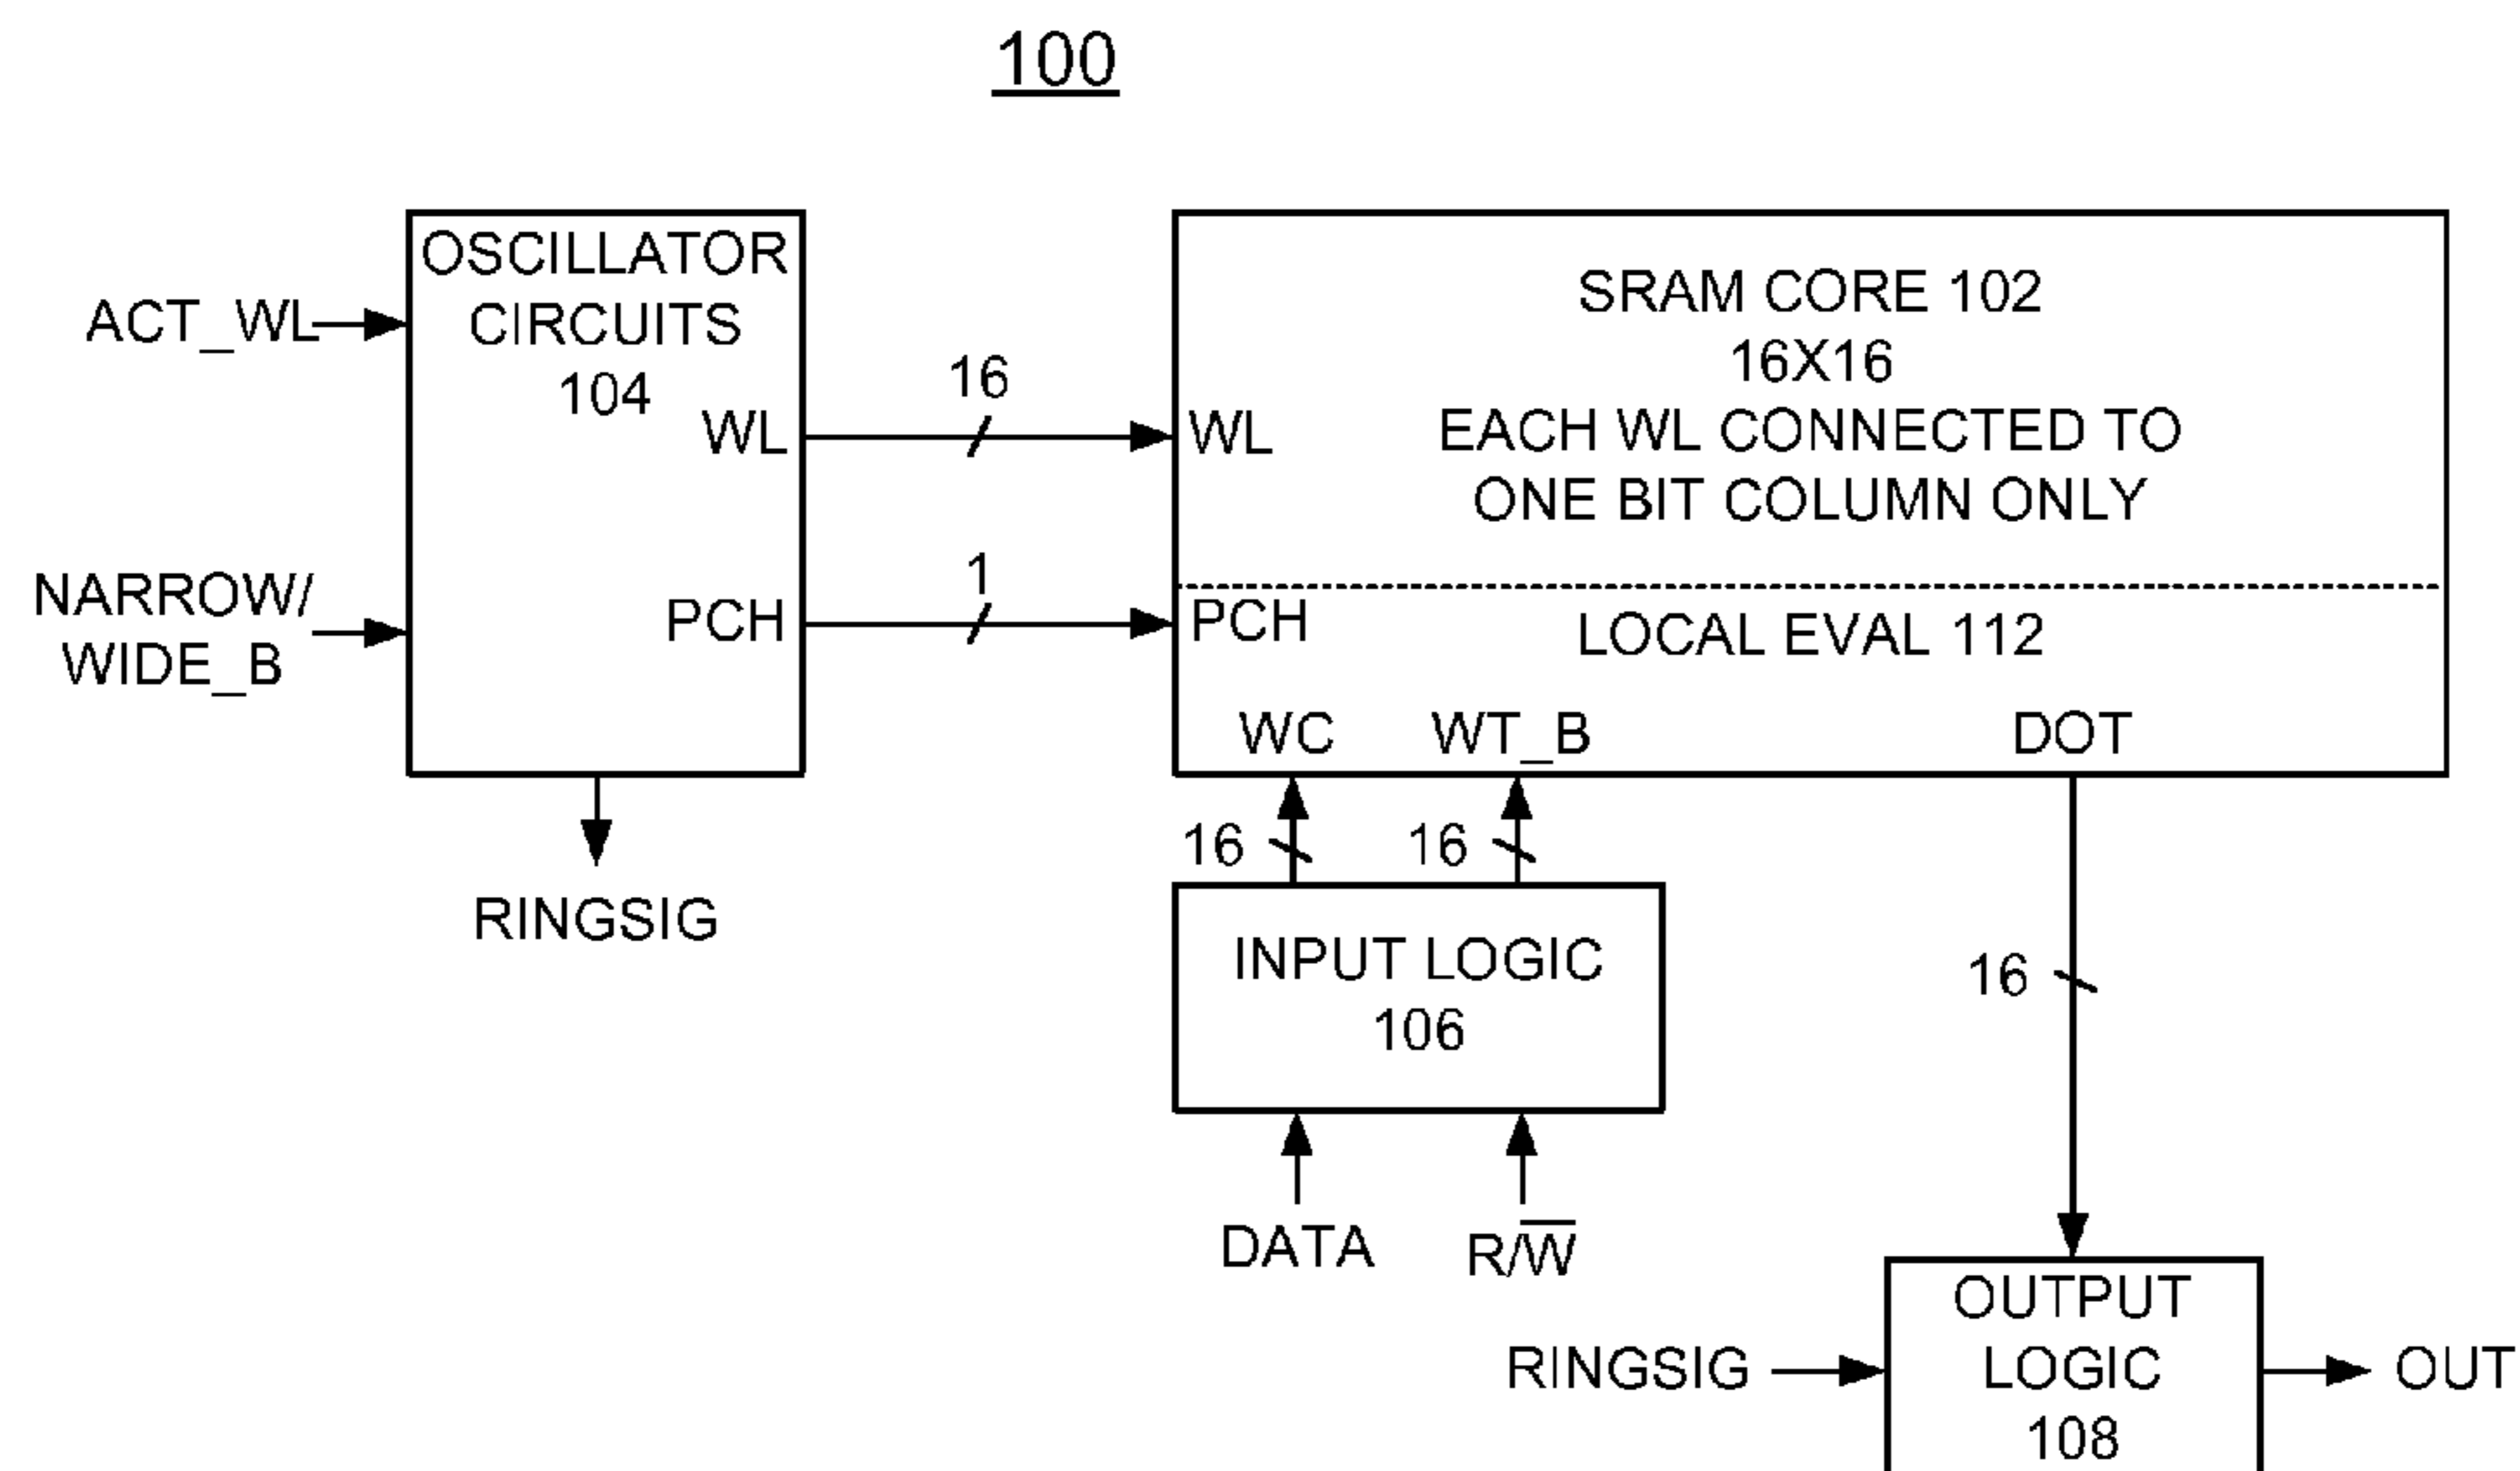 100
OSCILLATOR
CIRCUITS
104
ACT_WL
NARROW/
WIDE_B
WL
PCH
RINGSIG
16
1
SRAM CORE 102
16X16
EACH WL CONNECTED TO
ONE BIT COLUMN ONLY
WL
PCH
LOCAL EVAL 112
WC
WT_B
DOT
16
16
INPUT LOGIC
106
DATA
R/W̅
16
OUTPUT
LOGIC
108
RINGSIG
OUT